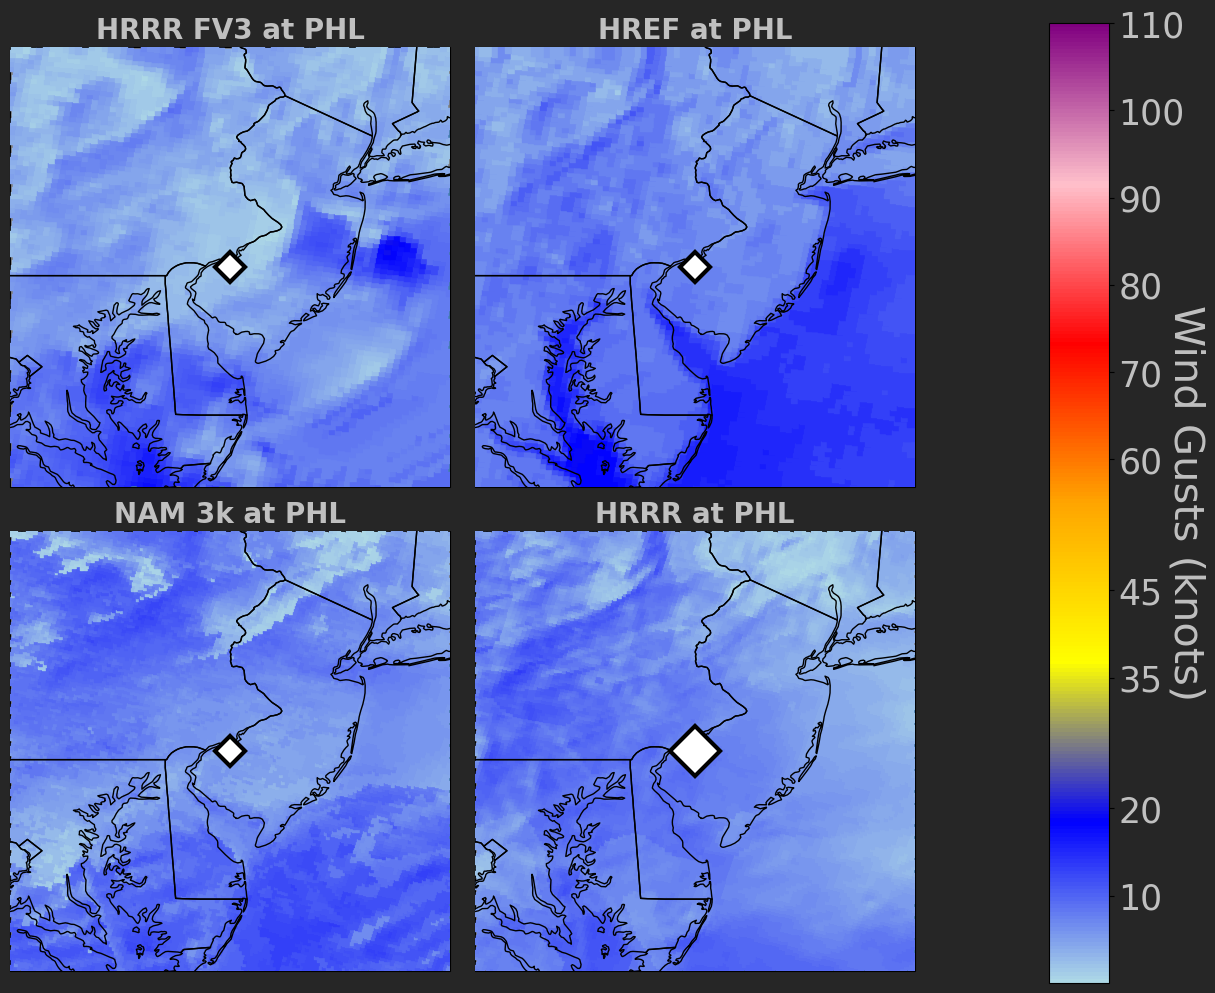 HRRR FV3 at PHL
HREF at PHL
NAM 3k at PHL
HRRR at PHL
110
100
90
80
70
60
45
35
20
10
Wind Gusts (knots)